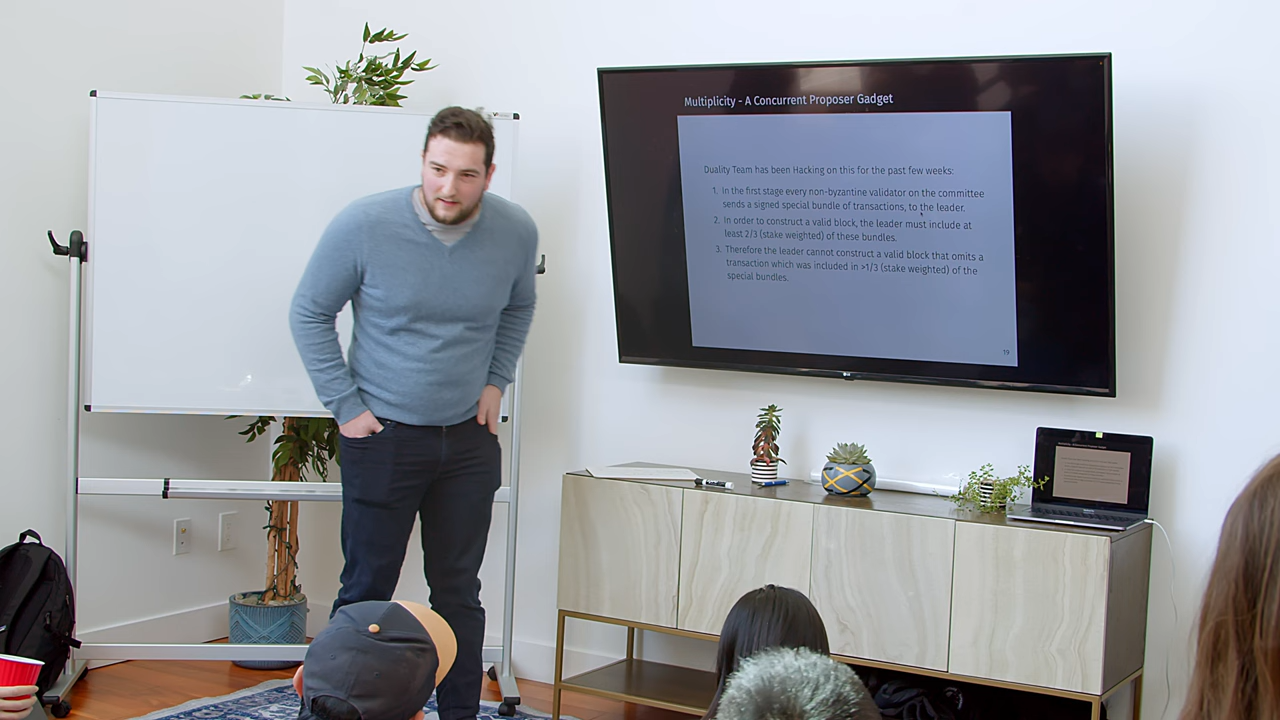 Multiplicity - A Concurrent Proposer Gadget
Duality Team has been Hacking on this for the past few weeks:
1. In the first stage every non-byzantine validator on the committee
sends a signed special bundle of transactions, to the leader.
2. In order to construct a valid block, the leader must include at
least 2/3 (stake weighted) of these bundles.
3. Therefore the leader cannot construct a valid block that omits a
transaction which was included in >1/3 (stake weighted) of the
special bundles.
19
LG